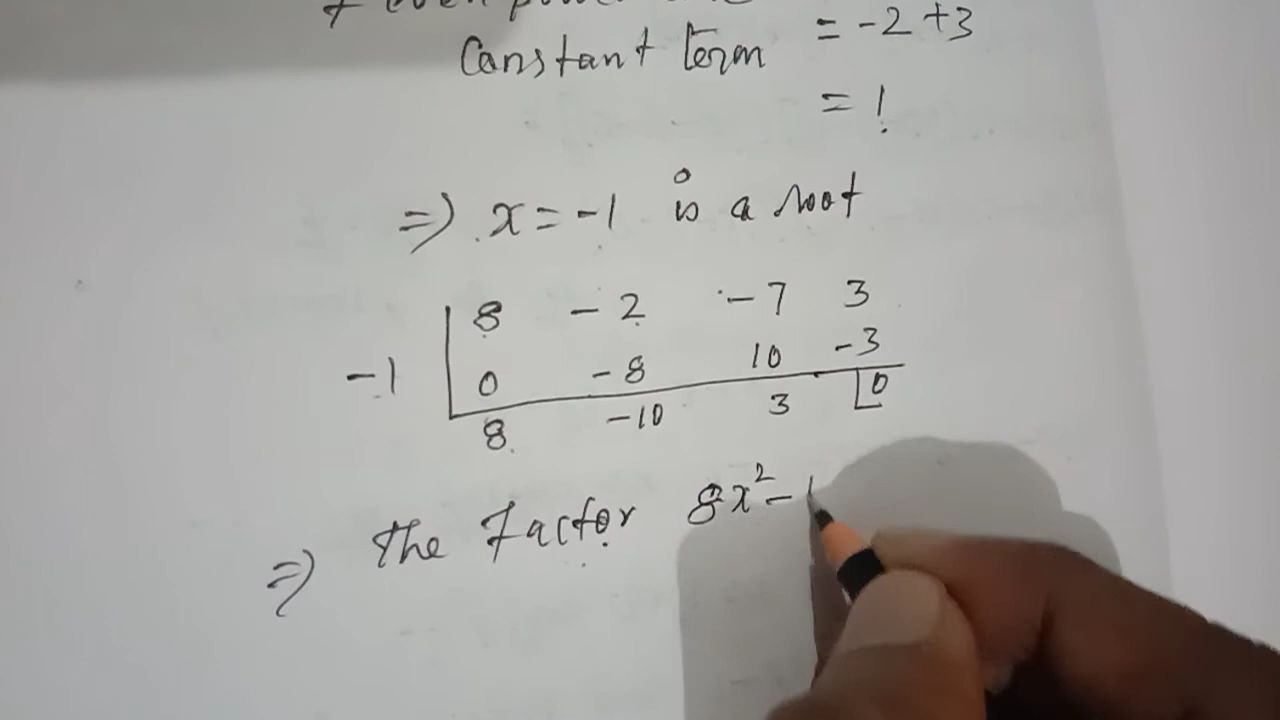 = -2 +3
Constant term
= 1
=> x = -1 is a root
8 -2 -7 3
-1 0 -8 10 -3
8 -10 3 0
=> the factor 8x² - 1